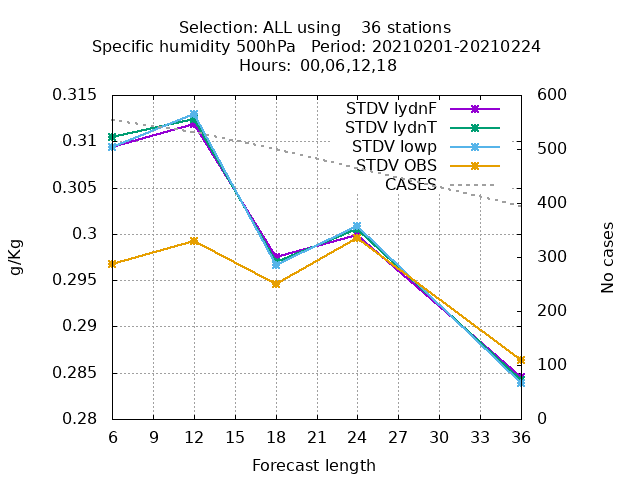 Selection: ALL using    36 stations
Specific humidity 500hPa   Period: 20210201-20210224
Hours:  00,06,12,18
0.315
0.31
0.305
0.3
0.295
0.29
0.285
0.28
g/Kg
STDV lydnF
STDV lydnT
STDV lowp
STDV OBS
CASES
600
500
400
300
200
100
0
No cases
6 9 12 15 18 21 24 27 30 33 36
Forecast length